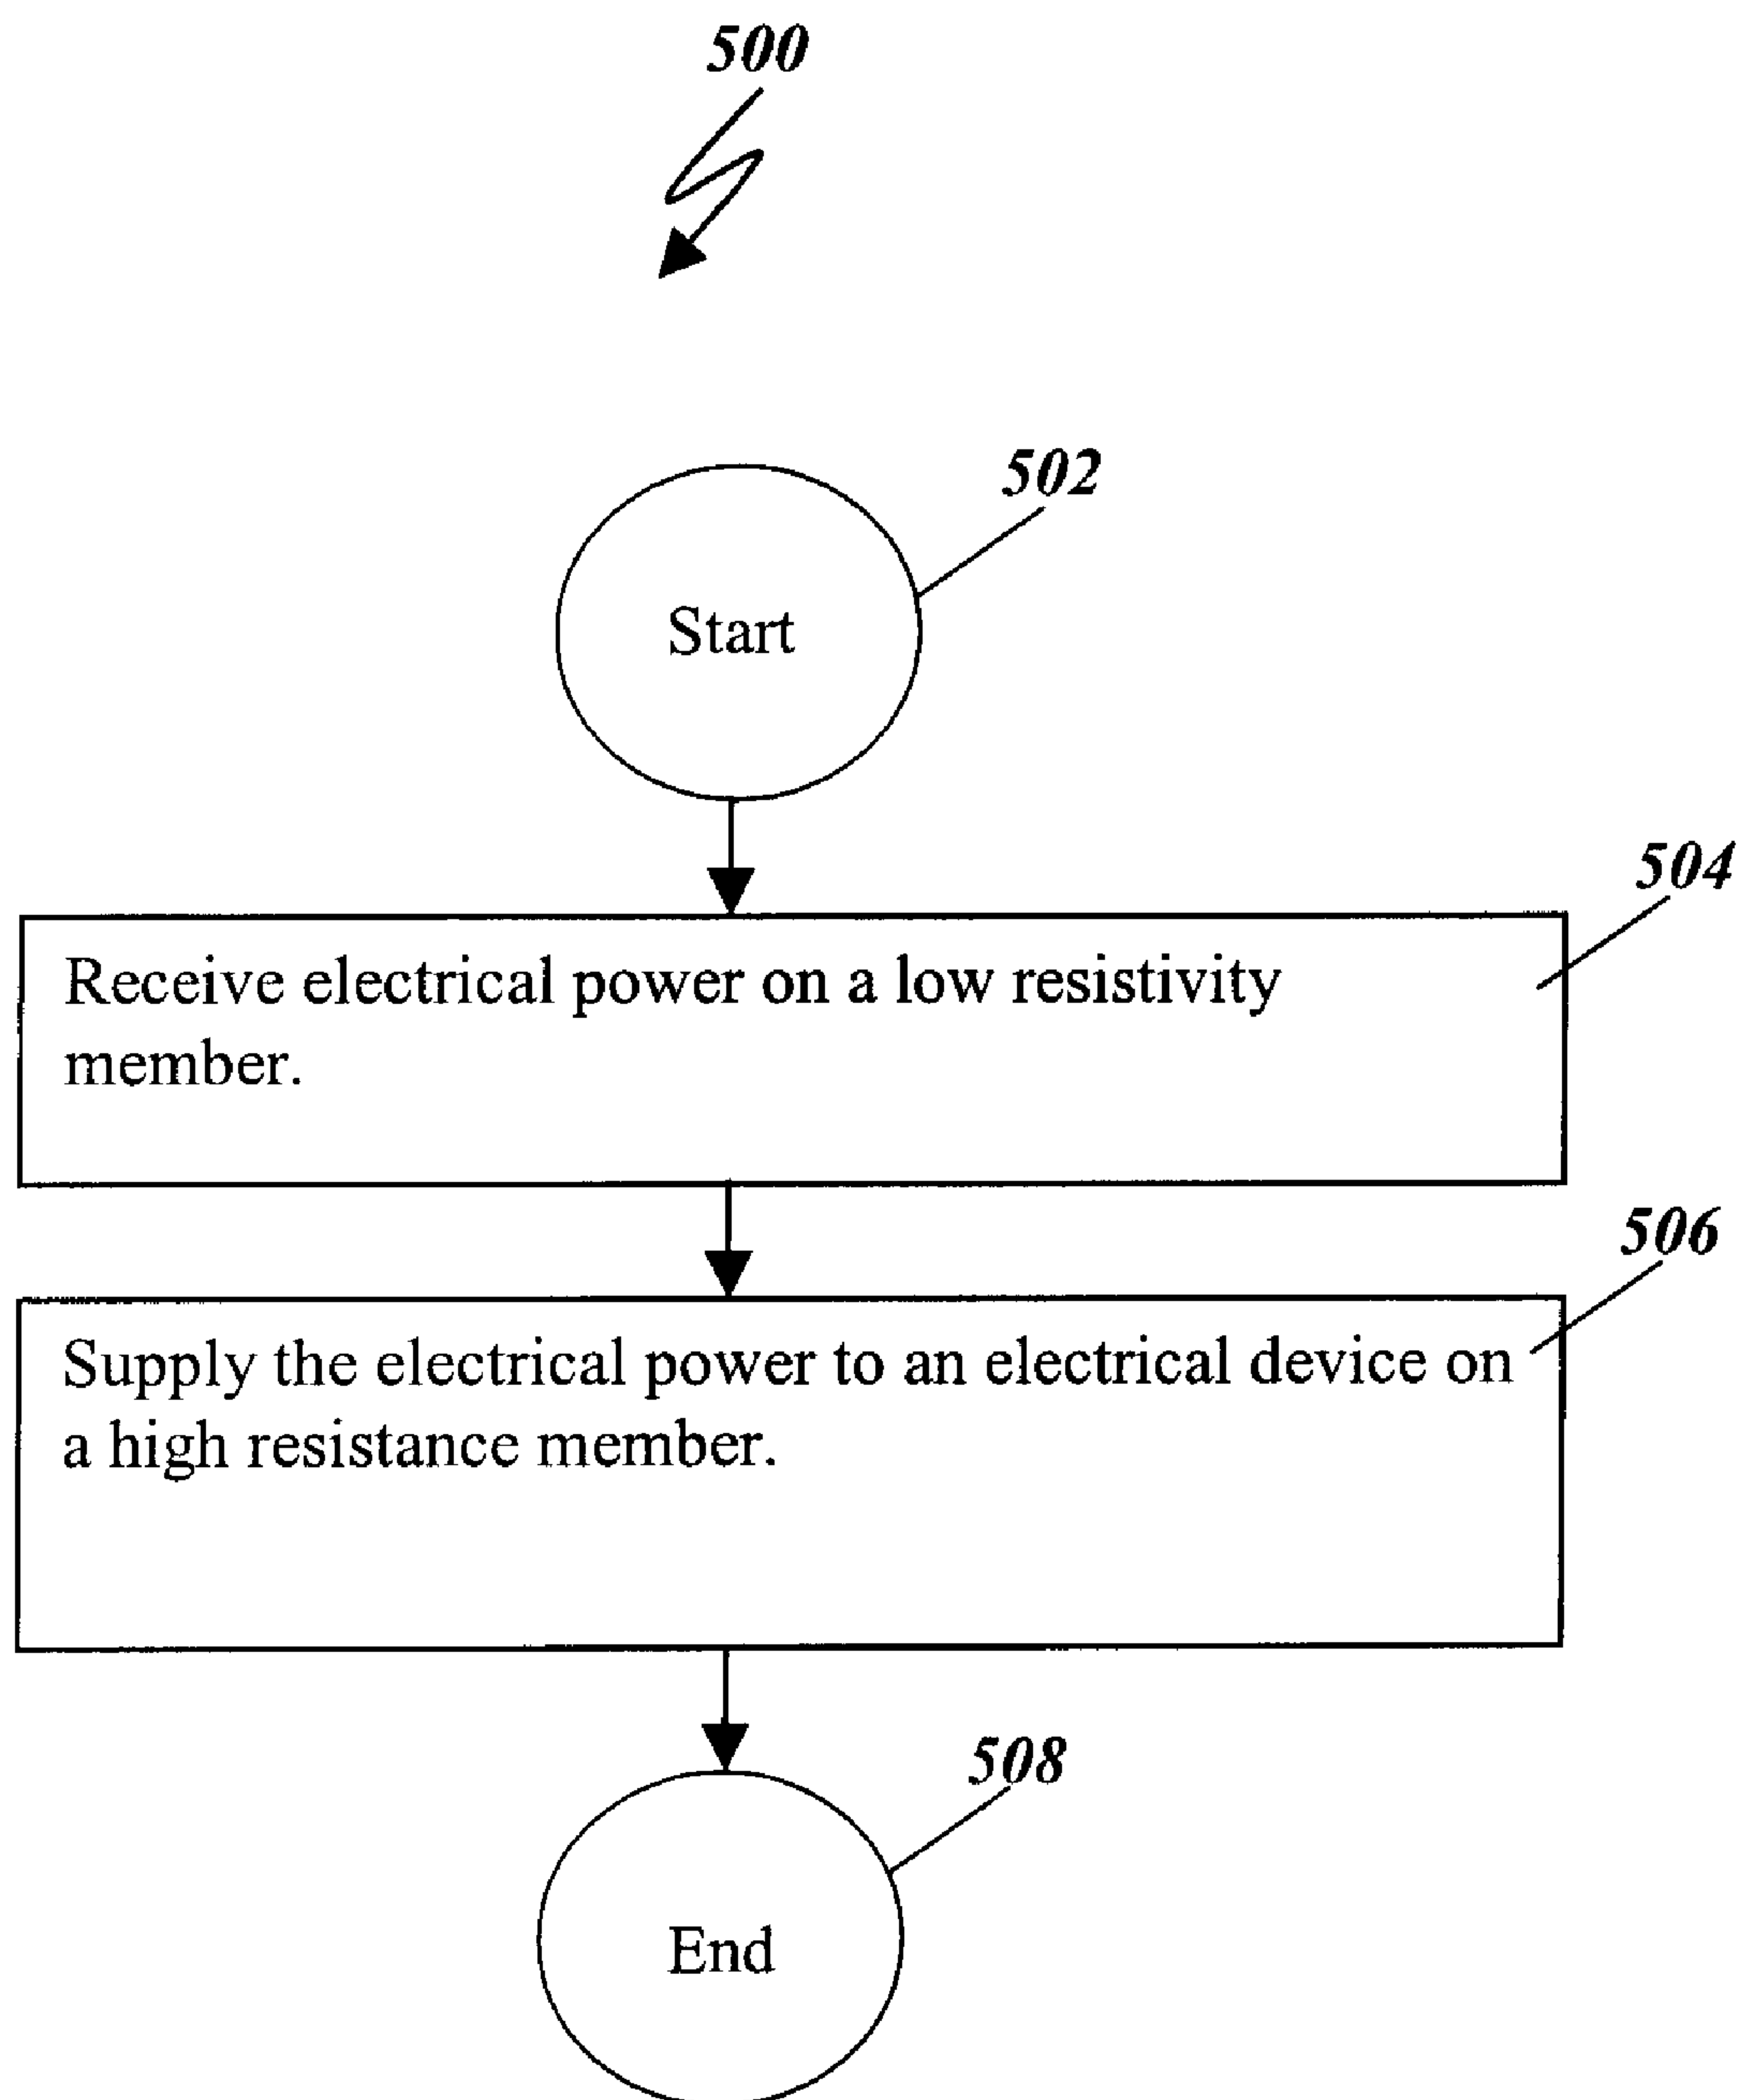 500
502
Start
504
Receive electrical power on a low resistivity
member.
506
Supply the electrical power to an electrical device on
a high resistance member.
508
End